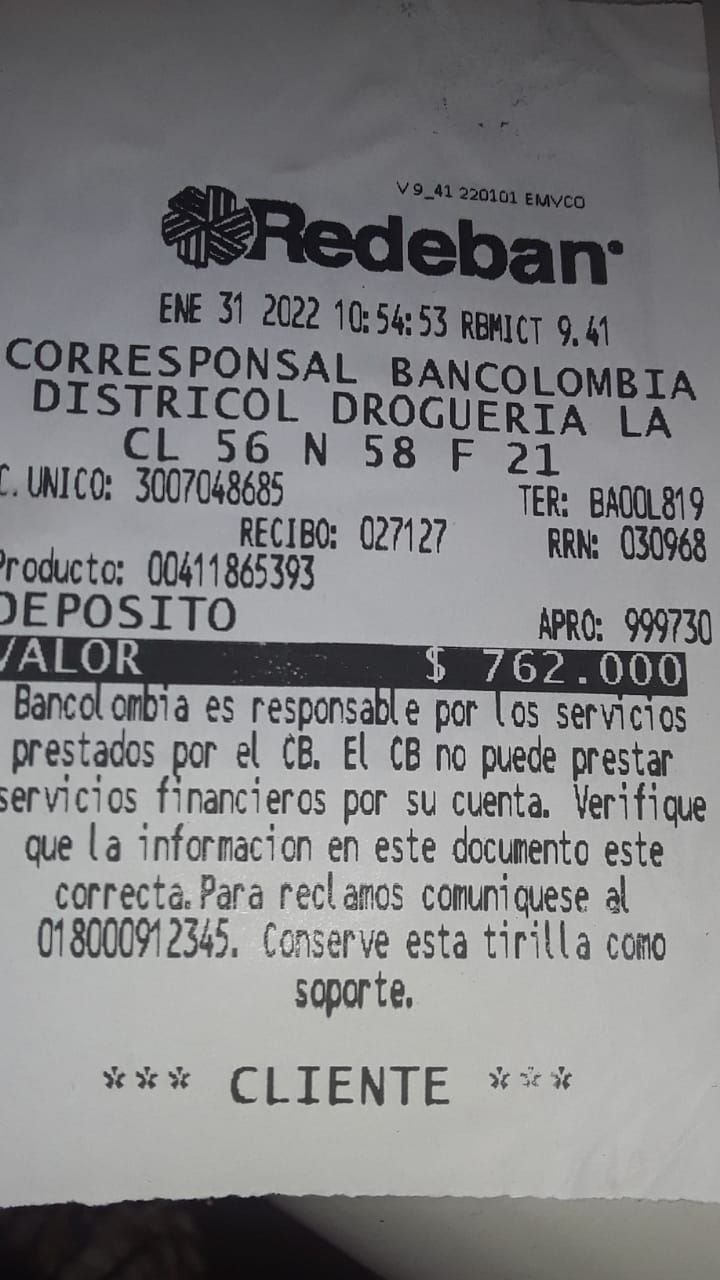 V 9_41 220101 EMVCO
Redeban
ENE 31 2022 10:54:53 RBMICT 9.41
CORRESPONSAL BANCOLOMBIA
DISTRICOL DROGUERIA LA
CL 56 N 58 F 21
C. UNICO: 3007048685 TER: BA00L819
RECIBO: 027127 RRN: 030968
Producto: 00411865393
DEPOSITO APRO: 999730
VALOR $ 762.000
Bancolombia es responsable por los servicios
prestados por el CB. El CB no puede prestar
servicios financieros por su cuenta. Verifique
que la informacion en este documento este
correcta. Para reclamos comuniquese al
018000912345. Conserve esta tirilla como
soporte.
*** CLIENTE ***